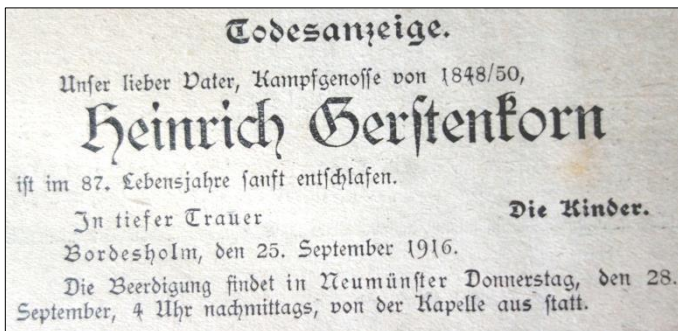 Todesanzeige.
Unſer lieber Vater, Kampfgenoſſe von 1848/50,
Heinrich Gerſtenkorn
iſt im 87. Lebensjahre ſanft entſchlafen.
In tiefer Trauer Die Kinder.
Bordesholm, den 25. September 1916.
Die Beerdigung findet in Neumünſter Donnerstag, den 28.
September, 4 Uhr nachmittags, von der Kapelle aus ſtatt.